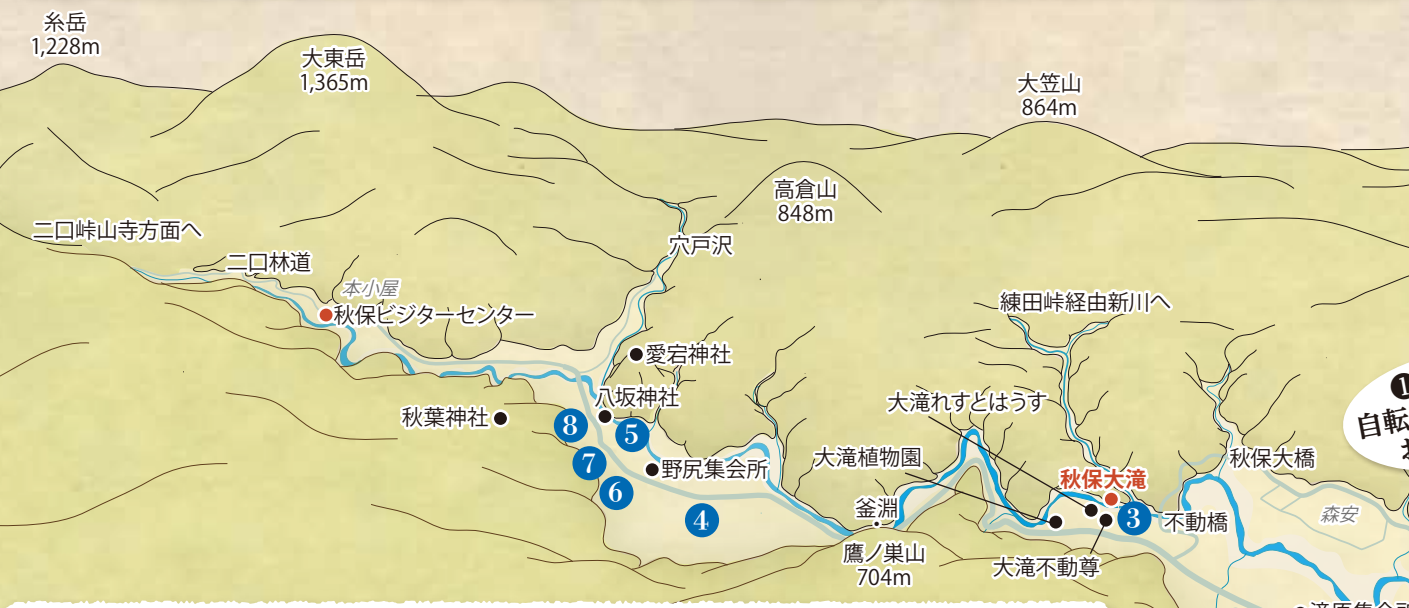 糸岳
1,228m
大東岳
1,365m
大笠山
864m
高倉山
848m
二口峠山寺方面へ
二口林道
穴戸沢
本小屋
秋保ビジターセンター
練田峠経由新川へ
愛宕神社
八坂神社
秋葉神社
8
5
7
6
4
野尻集会所
大滝れすとはうす
大滝植物園
秋保大滝
3
釜淵
不動橋
秋保大橋
鷹ノ巣山
704m
大滝不動尊
森安
1
自転